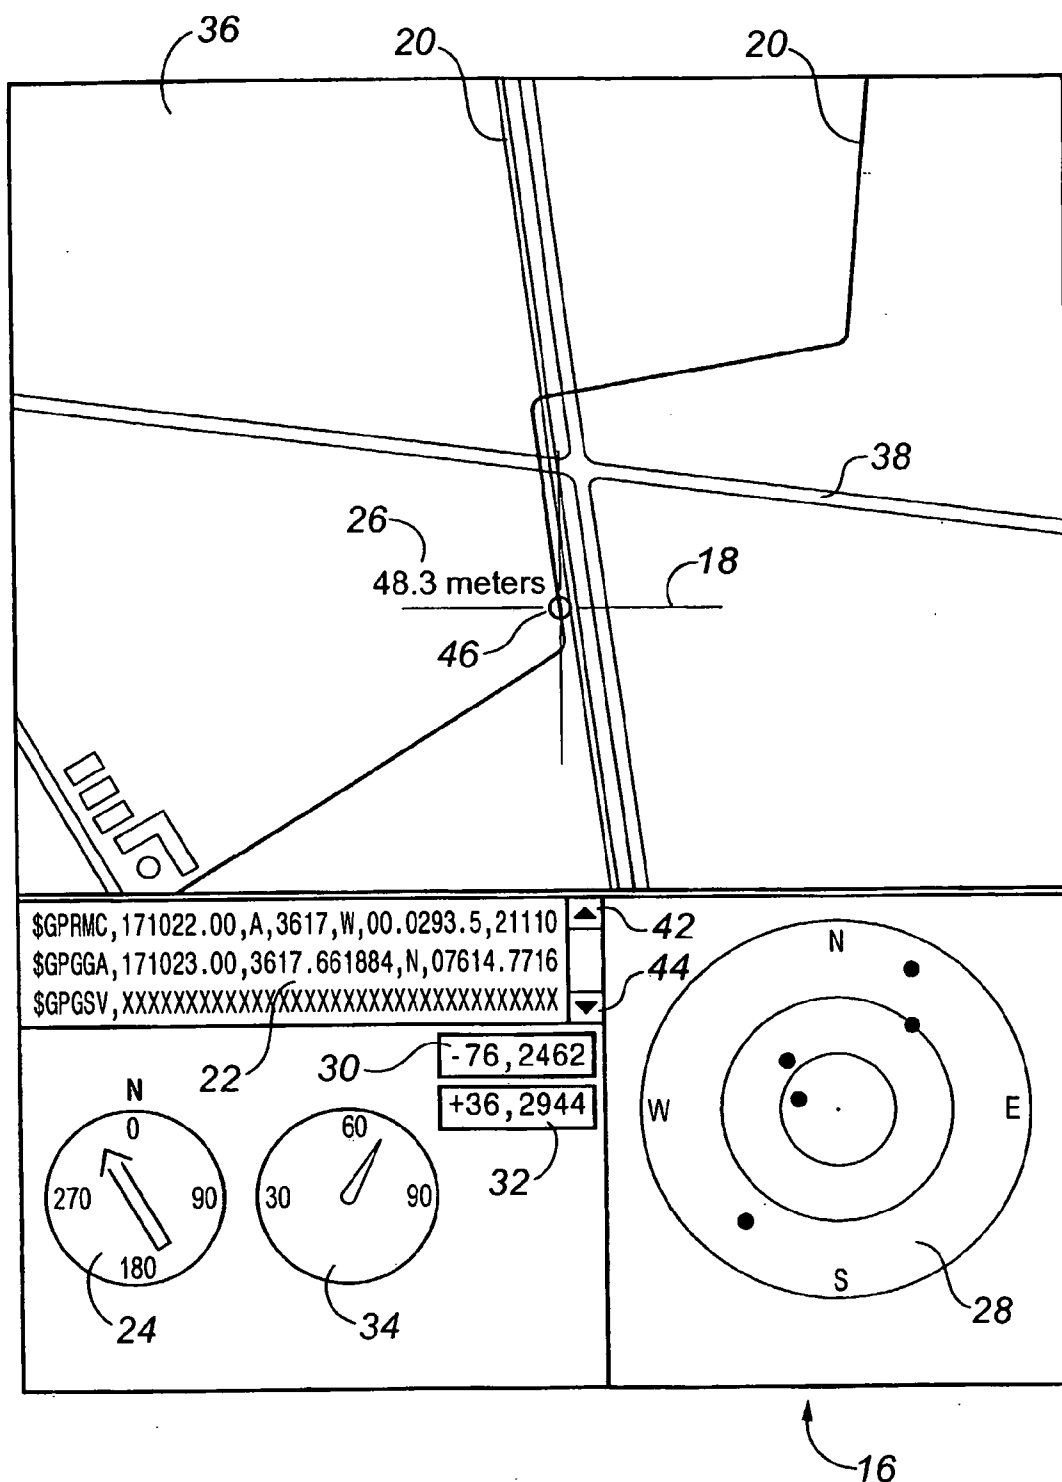 36
20
20
38
26
48.3 meters
18
46
$GPRMC,171022.00,A,3617,W,00.0293.5,21110
$GPGGA,171023.00,3617.661884,N,07614.7716
$GPGSV,XXXXXXXXXXXXXXXXXXXXXXXXXXXXXXXXXX
42
44
22
30
-76,2462
+36,2944
32
N
0
270
90
180
24
60
30
90
34
N
W
E
S
28
16